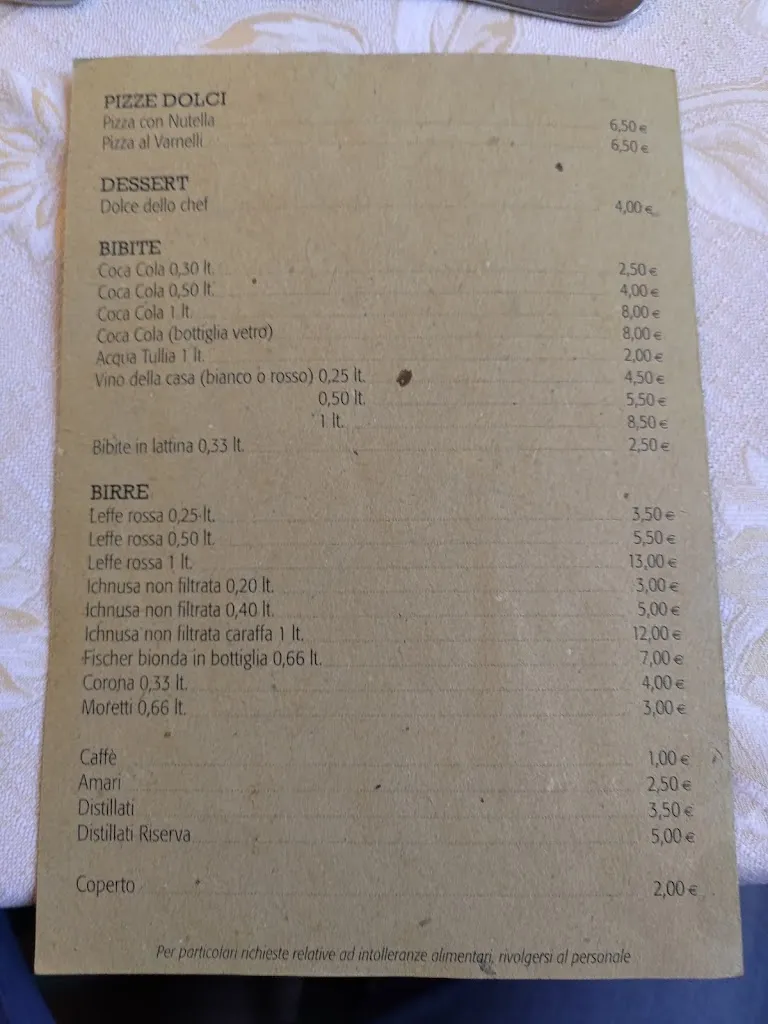 PIZZE DOLCI
Pizza con Nutella 6,50 €
Pizza al Varnelli 6,50 €
DESSERT
Dolce dello chef 4,00 €
BIBITE
Coca Cola 0,30 lt. 2,50 €
Coca Cola 0,50 lt. 4,00 €
Coca Cola 1 lt. 8,00 €
Coca Cola (bottiglia vetro) 8,00 €
Acqua Tullia 1 lt. 2,00 €
Vino della casa (bianco o rosso) 0,25 lt. 4,50 €
0,50 lt. 5,50 €
1 lt. 8,50 €
Bibite in lattina 0,33 lt. 2,50 €
BIRRE
Leffe rossa 0,25 lt. 3,50 €
Leffe rossa 0,50 lt. 5,50 €
Leffe rossa 1 lt. 13,00 €
Ichnusa non filtrata 0,20 lt. 3,00 €
Ichnusa non filtrata 0,40 lt. 5,00 €
Ichnusa non filtrata caraffa 1 lt. 12,00 €
Fischer bionda in bottiglia 0,66 lt. 7,00 €
Corona 0,33 lt. 4,00 €
Moretti 0,66 lt. 3,00 €
Caffè 1,00 €
Amari 2,50 €
Distillati 3,50 €
Distillati Riserva 5,00 €
Coperto 2,00 €
Per particolari richieste relative ad intolleranze alimentari, rivolgersi al personale